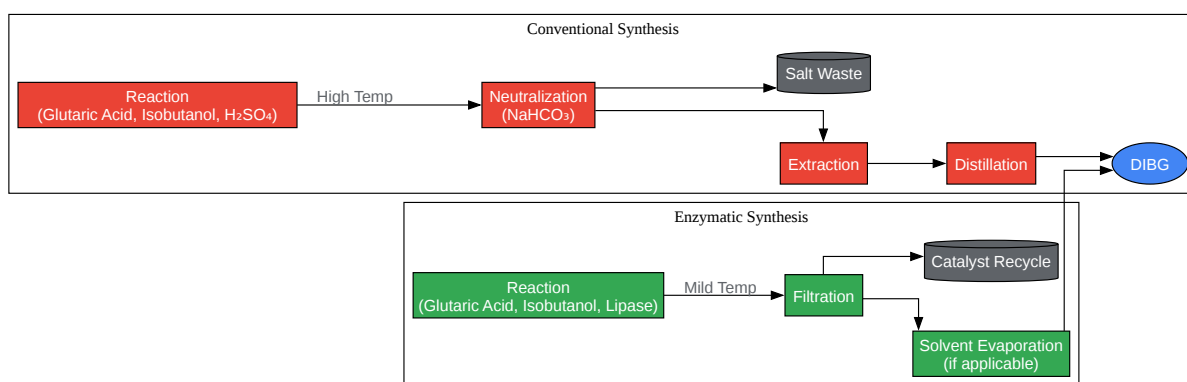 Conventional Synthesis
Reaction
(Glutaric Acid, Isobutanol, H₂SO₄)
High Temp
Neutralization
(NaHCO₃)
Salt Waste
Extraction
Distillation
DIBG
Enzymatic Synthesis
Reaction
(Glutaric Acid, Isobutanol, Lipase)
Mild Temp
Filtration
Catalyst Recycle
Solvent Evaporation
(if applicable)